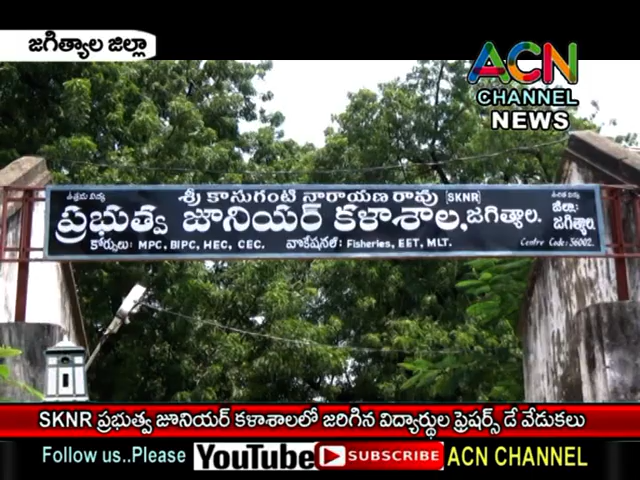 జగిత్యాల జిల్లా
ACN
CHANNEL
NEWS
శ్రీ కాసుగంటి నారాయణ రావు [SKNR]
ప్రభుత్వ జూనియర్ కళాశాల, జగిత్యాల.
జిల్లా: జగిత్యాల
కోర్సులు: MPC, BIPC, HEC, CEC. వొకేషనల్: Fisheries, EET, MLT.
Centre Code: 56002.
SKNR ప్రభుత్వ జూనియర్ కళాశాలలో జరిగిన విద్యార్థుల ఫ్రెషర్స్ డే వేడుకలు
Follow us..Please YouTube SUBSCRIBE ACN CHANNEL